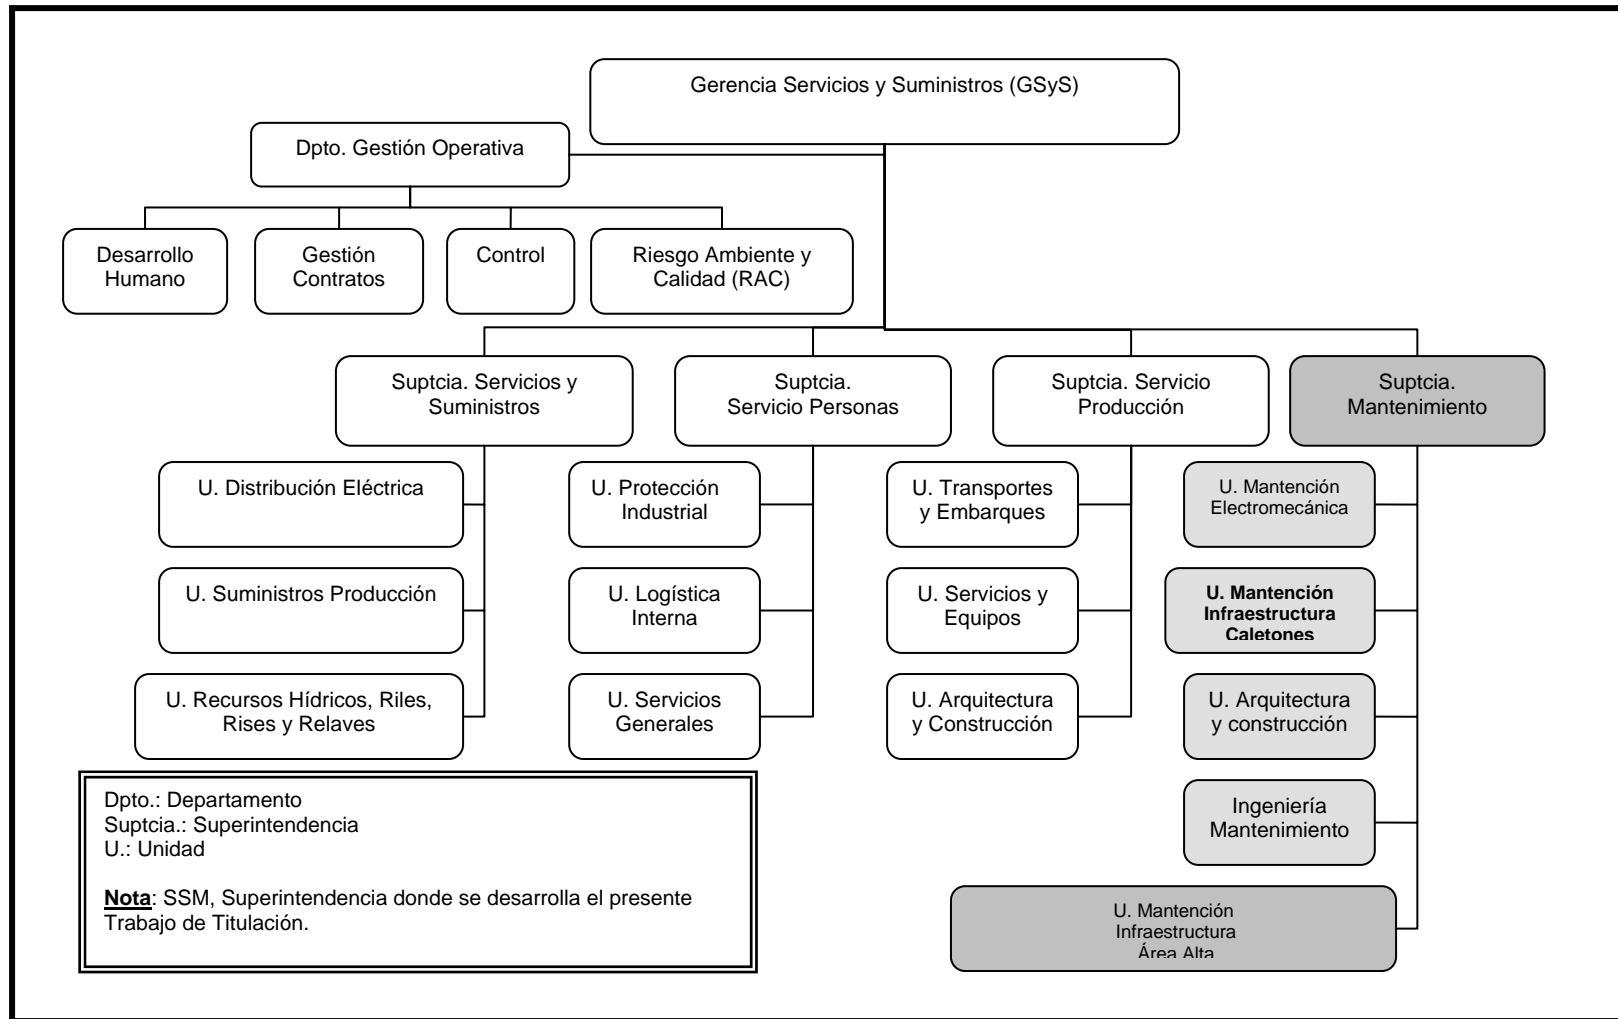 Gerencia Servicios y Suministros (GSyS)
Dpto. Gestión Operativa
Desarrollo
Humano
Gestión
Contratos
Control
Riesgo Ambiente y
Calidad (RAC)
Suptcia. Servicios y
Suministros
Suptcia.
Servicio Personas
Suptcia. Servicio
Producción
Suptcia.
Mantenimiento
U. Distribución Eléctrica
U. Protección
Industrial
U. Transportes
y Embarques
U. Mantención
Electromecánica
U. Suministros Producción
U. Logística
Interna
U. Servicios y
Equipos
U. Mantención
Infraestructura
Caletones
U. Recursos Hídricos, Riles,
Rises y Relaves
U. Servicios
Generales
U. Arquitectura
y Construcción
U. Arquitectura
y construcción
Ingeniería
Mantenimiento
U. Mantención
Infraestructura
Área Alta
Dpto.: Departamento
Suptcia.: Superintendencia
U.: Unidad
Nota: SSM, Superintendencia donde se desarrolla el presente
Trabajo de Titulación.